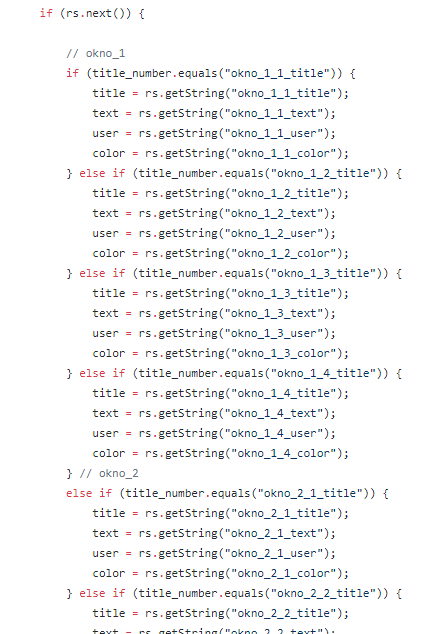 if (rs.next()) {
// okno_1
if (title_number.equals("okno_1_1_title")) {
title = rs.getString("okno_1_1_title");
text = rs.getString("okno_1_1_text");
user = rs.getString("okno_1_1_user");
color = rs.getString("okno_1_1_color");
} else if (title_number.equals("okno_1_2_title")) {
title = rs.getString("okno_1_2_title");
text = rs.getString("okno_1_2_text");
user = rs.getString("okno_1_2_user");
color = rs.getString("okno_1_2_color");
} else if (title_number.equals("okno_1_3_title")) {
title = rs.getString("okno_1_3_title");
text = rs.getString("okno_1_3_text");
user = rs.getString("okno_1_3_user");
color = rs.getString("okno_1_3_color");
} else if (title_number.equals("okno_1_4_title")) {
title = rs.getString("okno_1_4_title");
text = rs.getString("okno_1_4_text");
user = rs.getString("okno_1_4_user");
color = rs.getString("okno_1_4_color");
} // okno_2
else if (title_number.equals("okno_2_1_title")) {
title = rs.getString("okno_2_1_title");
text = rs.getString("okno_2_1_text");
user = rs.getString("okno_2_1_user");
color = rs.getString("okno_2_1_color");
} else if (title_number.equals("okno_2_2_title")) {
title = rs.getString("okno_2_2_title");
text = rs.getString("okno_2_2_text");